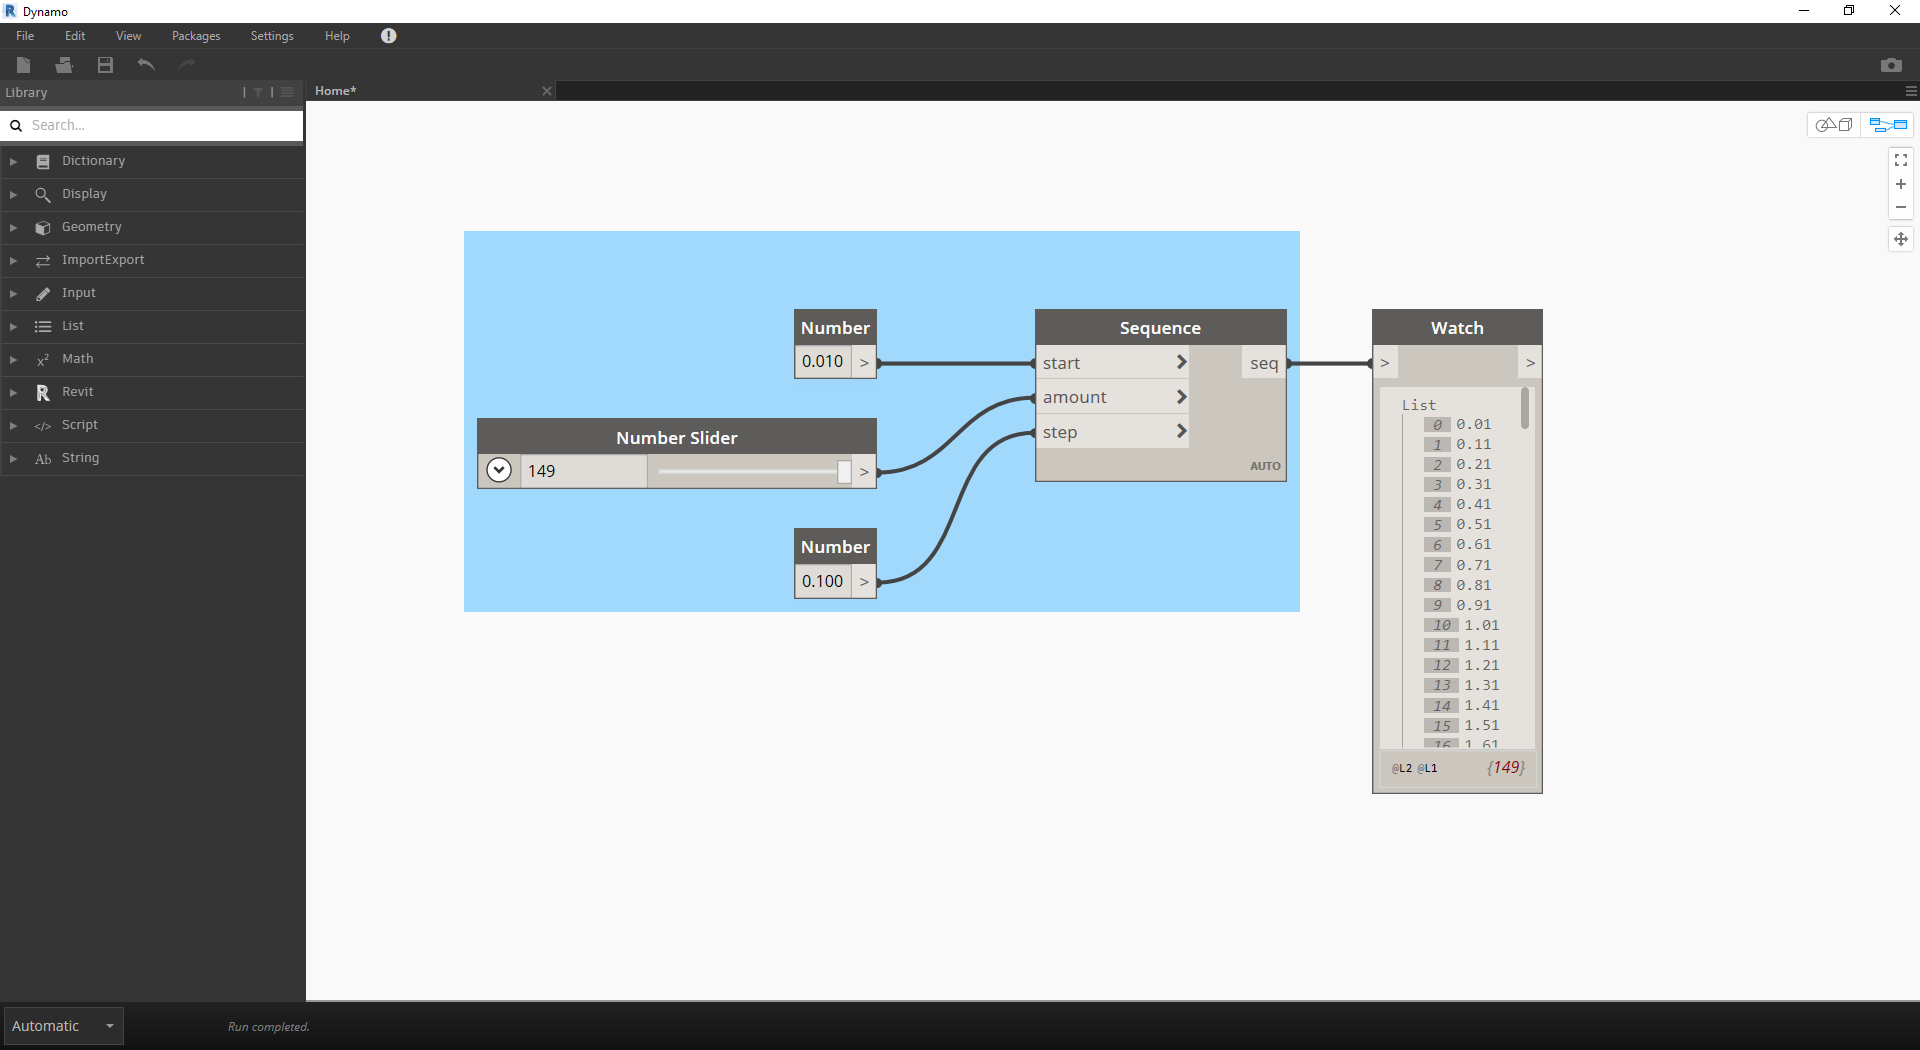 Dynamo
File Edit View Packages Settings Help
Library
Home*
Search...
Dictionary
Display
Geometry
ImportExport
Input
List
Math
Revit
Script
String
Number
0.010 >
Number Slider
149 >
Number
0.100 >
Sequence
start
amount
step
seq
AUTO
Watch
> >
List
0 0.01
1 0.11
2 0.21
3 0.31
4 0.41
5 0.51
6 0.61
7 0.71
8 0.81
9 0.91
10 1.01
11 1.11
12 1.21
13 1.31
14 1.41
15 1.51
16 1.61
@L2 @L1 {149}
Automatic
Run completed.